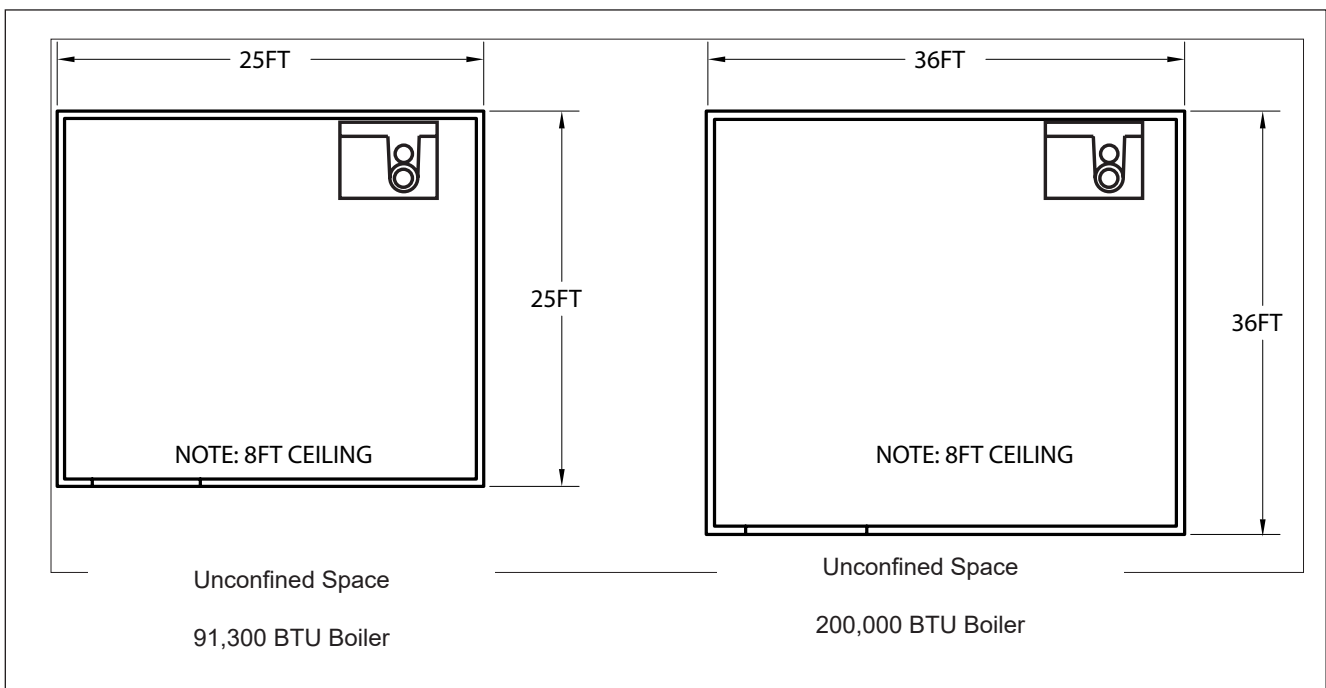 25FT
25FT
NOTE: 8FT CEILING
Unconfined Space
91,300 BTU Boiler
36FT
36FT
NOTE: 8FT CEILING
Unconfined Space
200,000 BTU Boiler